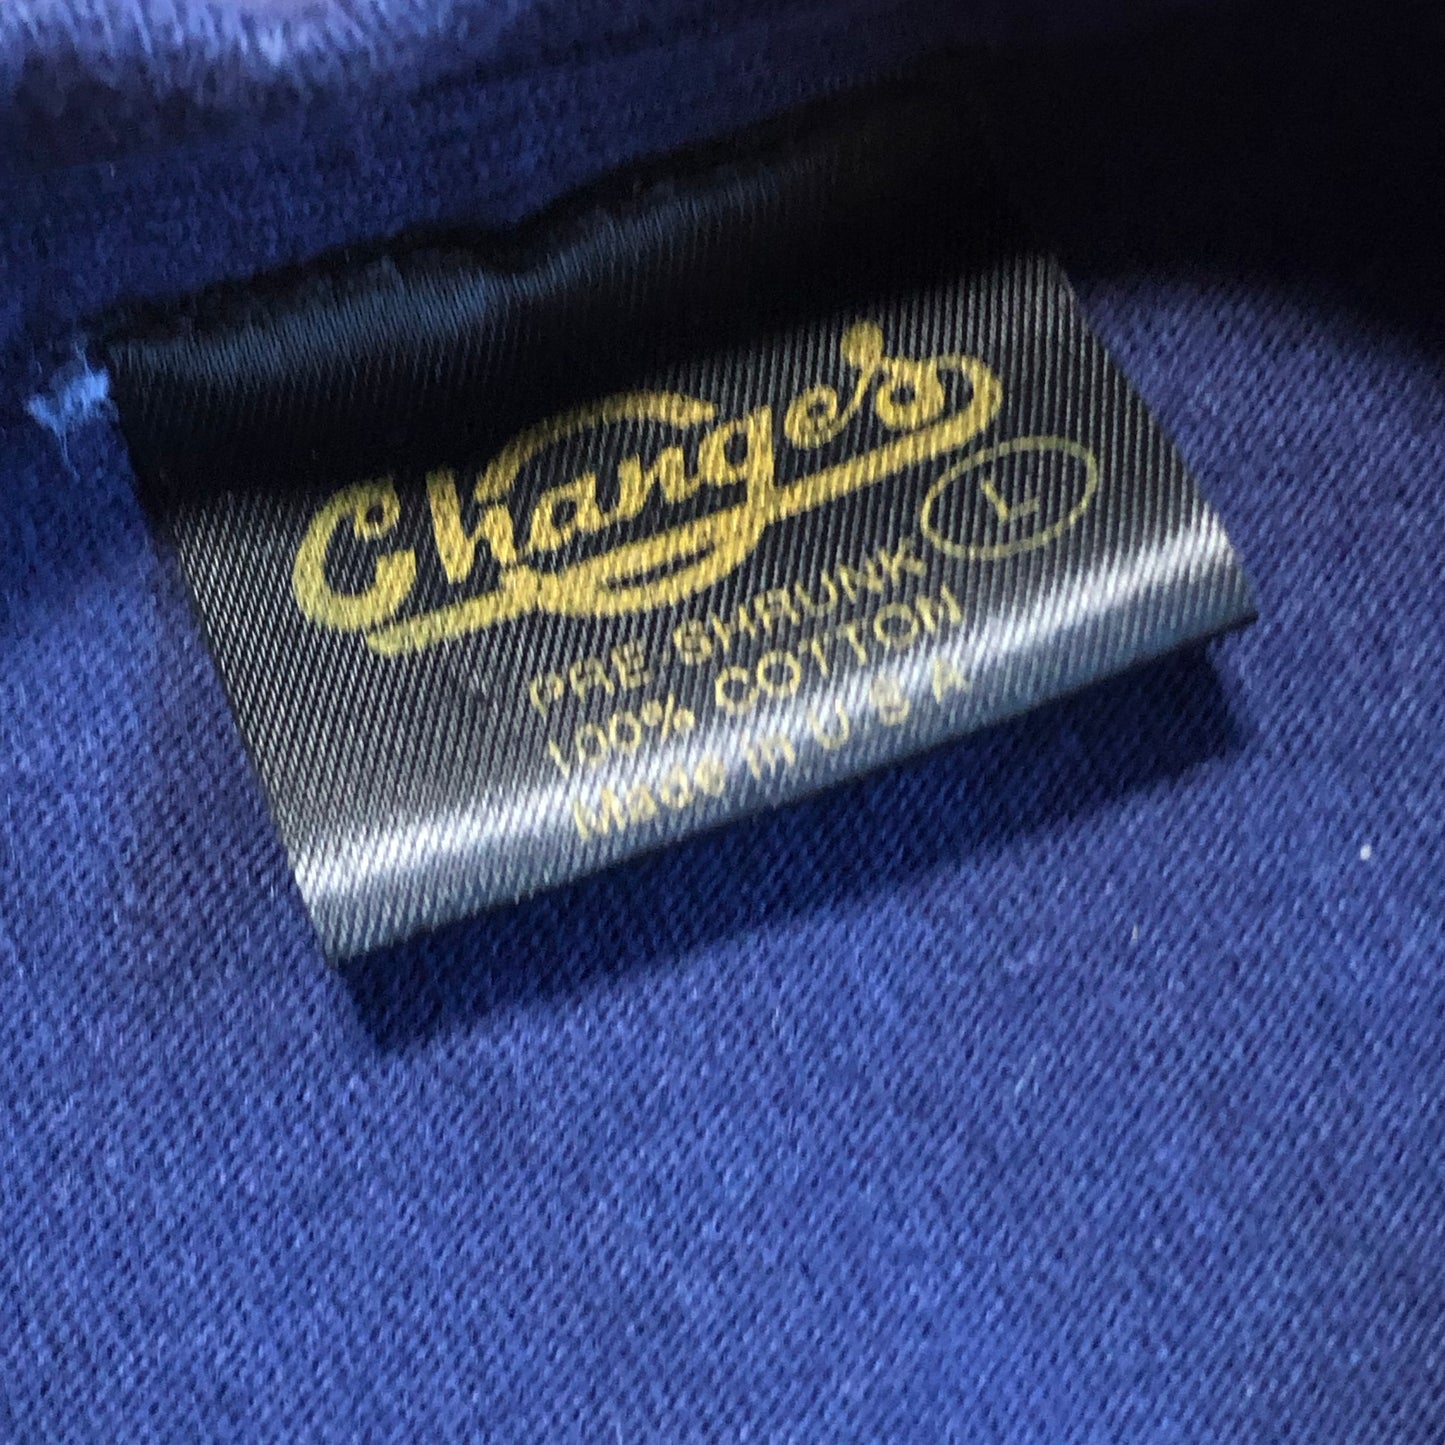 Changes
L
PRE-SHRUNK
100% COTTON
Made in U S A